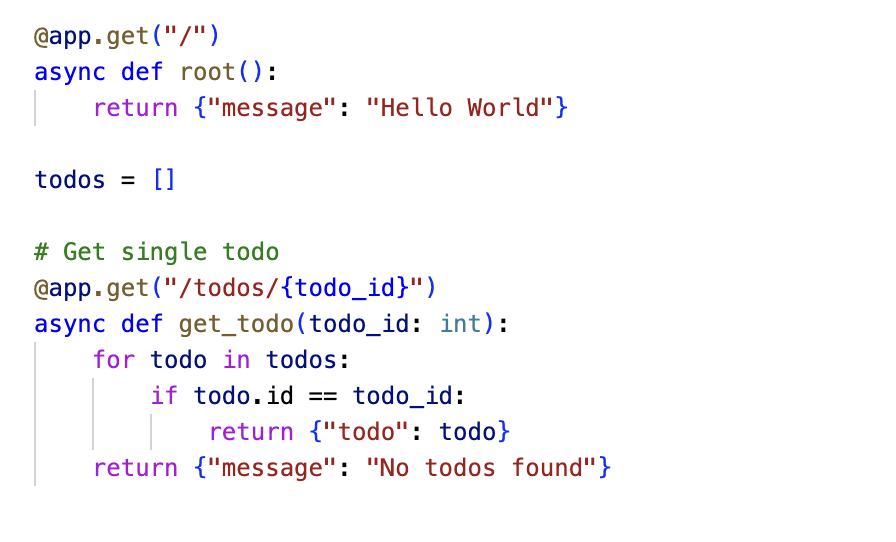 @app.get("/")
async def root():
    return {"message": "Hello World"}

todos = []

# Get single todo
@app.get("/todos/{todo_id}")
async def get_todo(todo_id: int):
    for todo in todos:
        if todo.id == todo_id:
            return {"todo": todo}
    return {"message": "No todos found"}